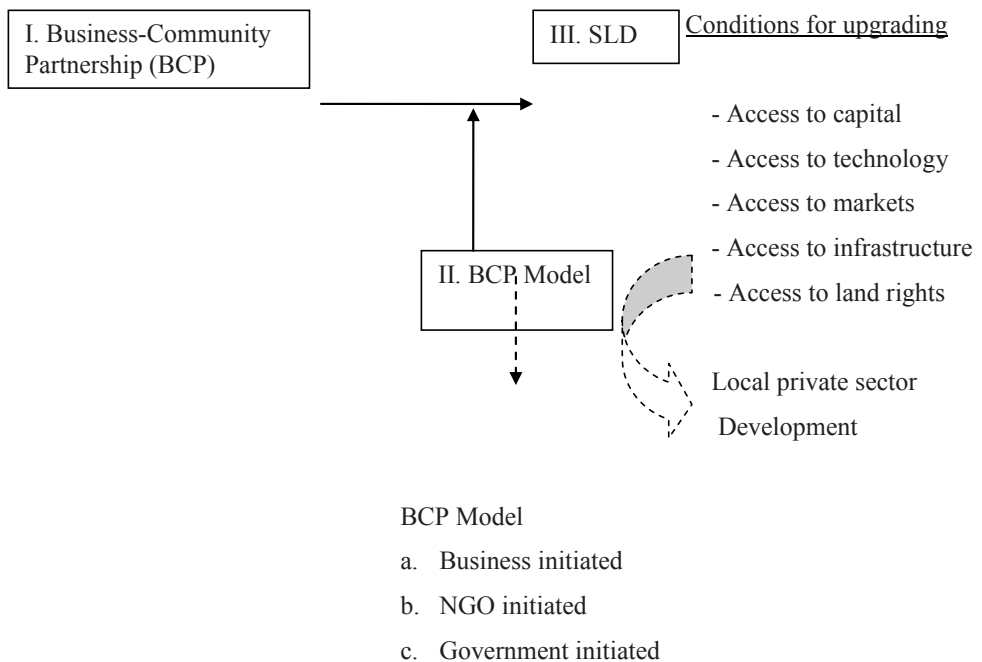 I. Business-Community
Partnership (BCP)
III. SLD
Conditions for upgrading
- Access to capital
- Access to technology
- Access to markets
- Access to infrastructure
- Access to land rights
II. BCP Model
Local private sector
Development
BCP Model
a. Business initiated
b. NGO initiated
c. Government initiated